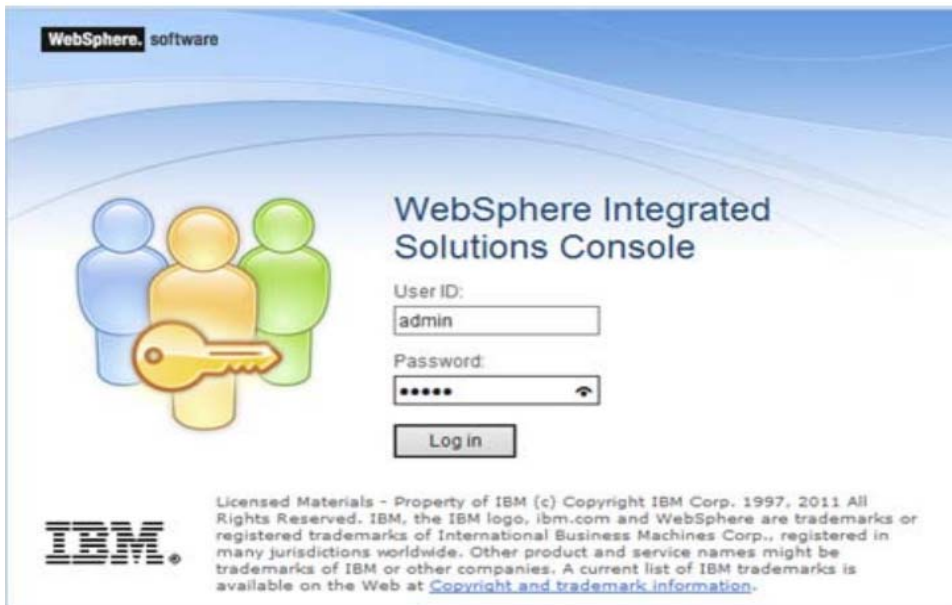 WebSphere. software
WebSphere Integrated
Solutions Console
User ID:
admin
Password:
•••••
Log in
Licensed Materials - Property of IBM (c) Copyright IBM Corp. 1997, 2011 All
Rights Reserved. IBM, the IBM logo, ibm.com and WebSphere are trademarks or
registered trademarks of International Business Machines Corp., registered in
many jurisdictions worldwide. Other product and service names might be
trademarks of IBM or other companies. A current list of IBM trademarks is
available on the Web at Copyright and trademark information.
IBM®